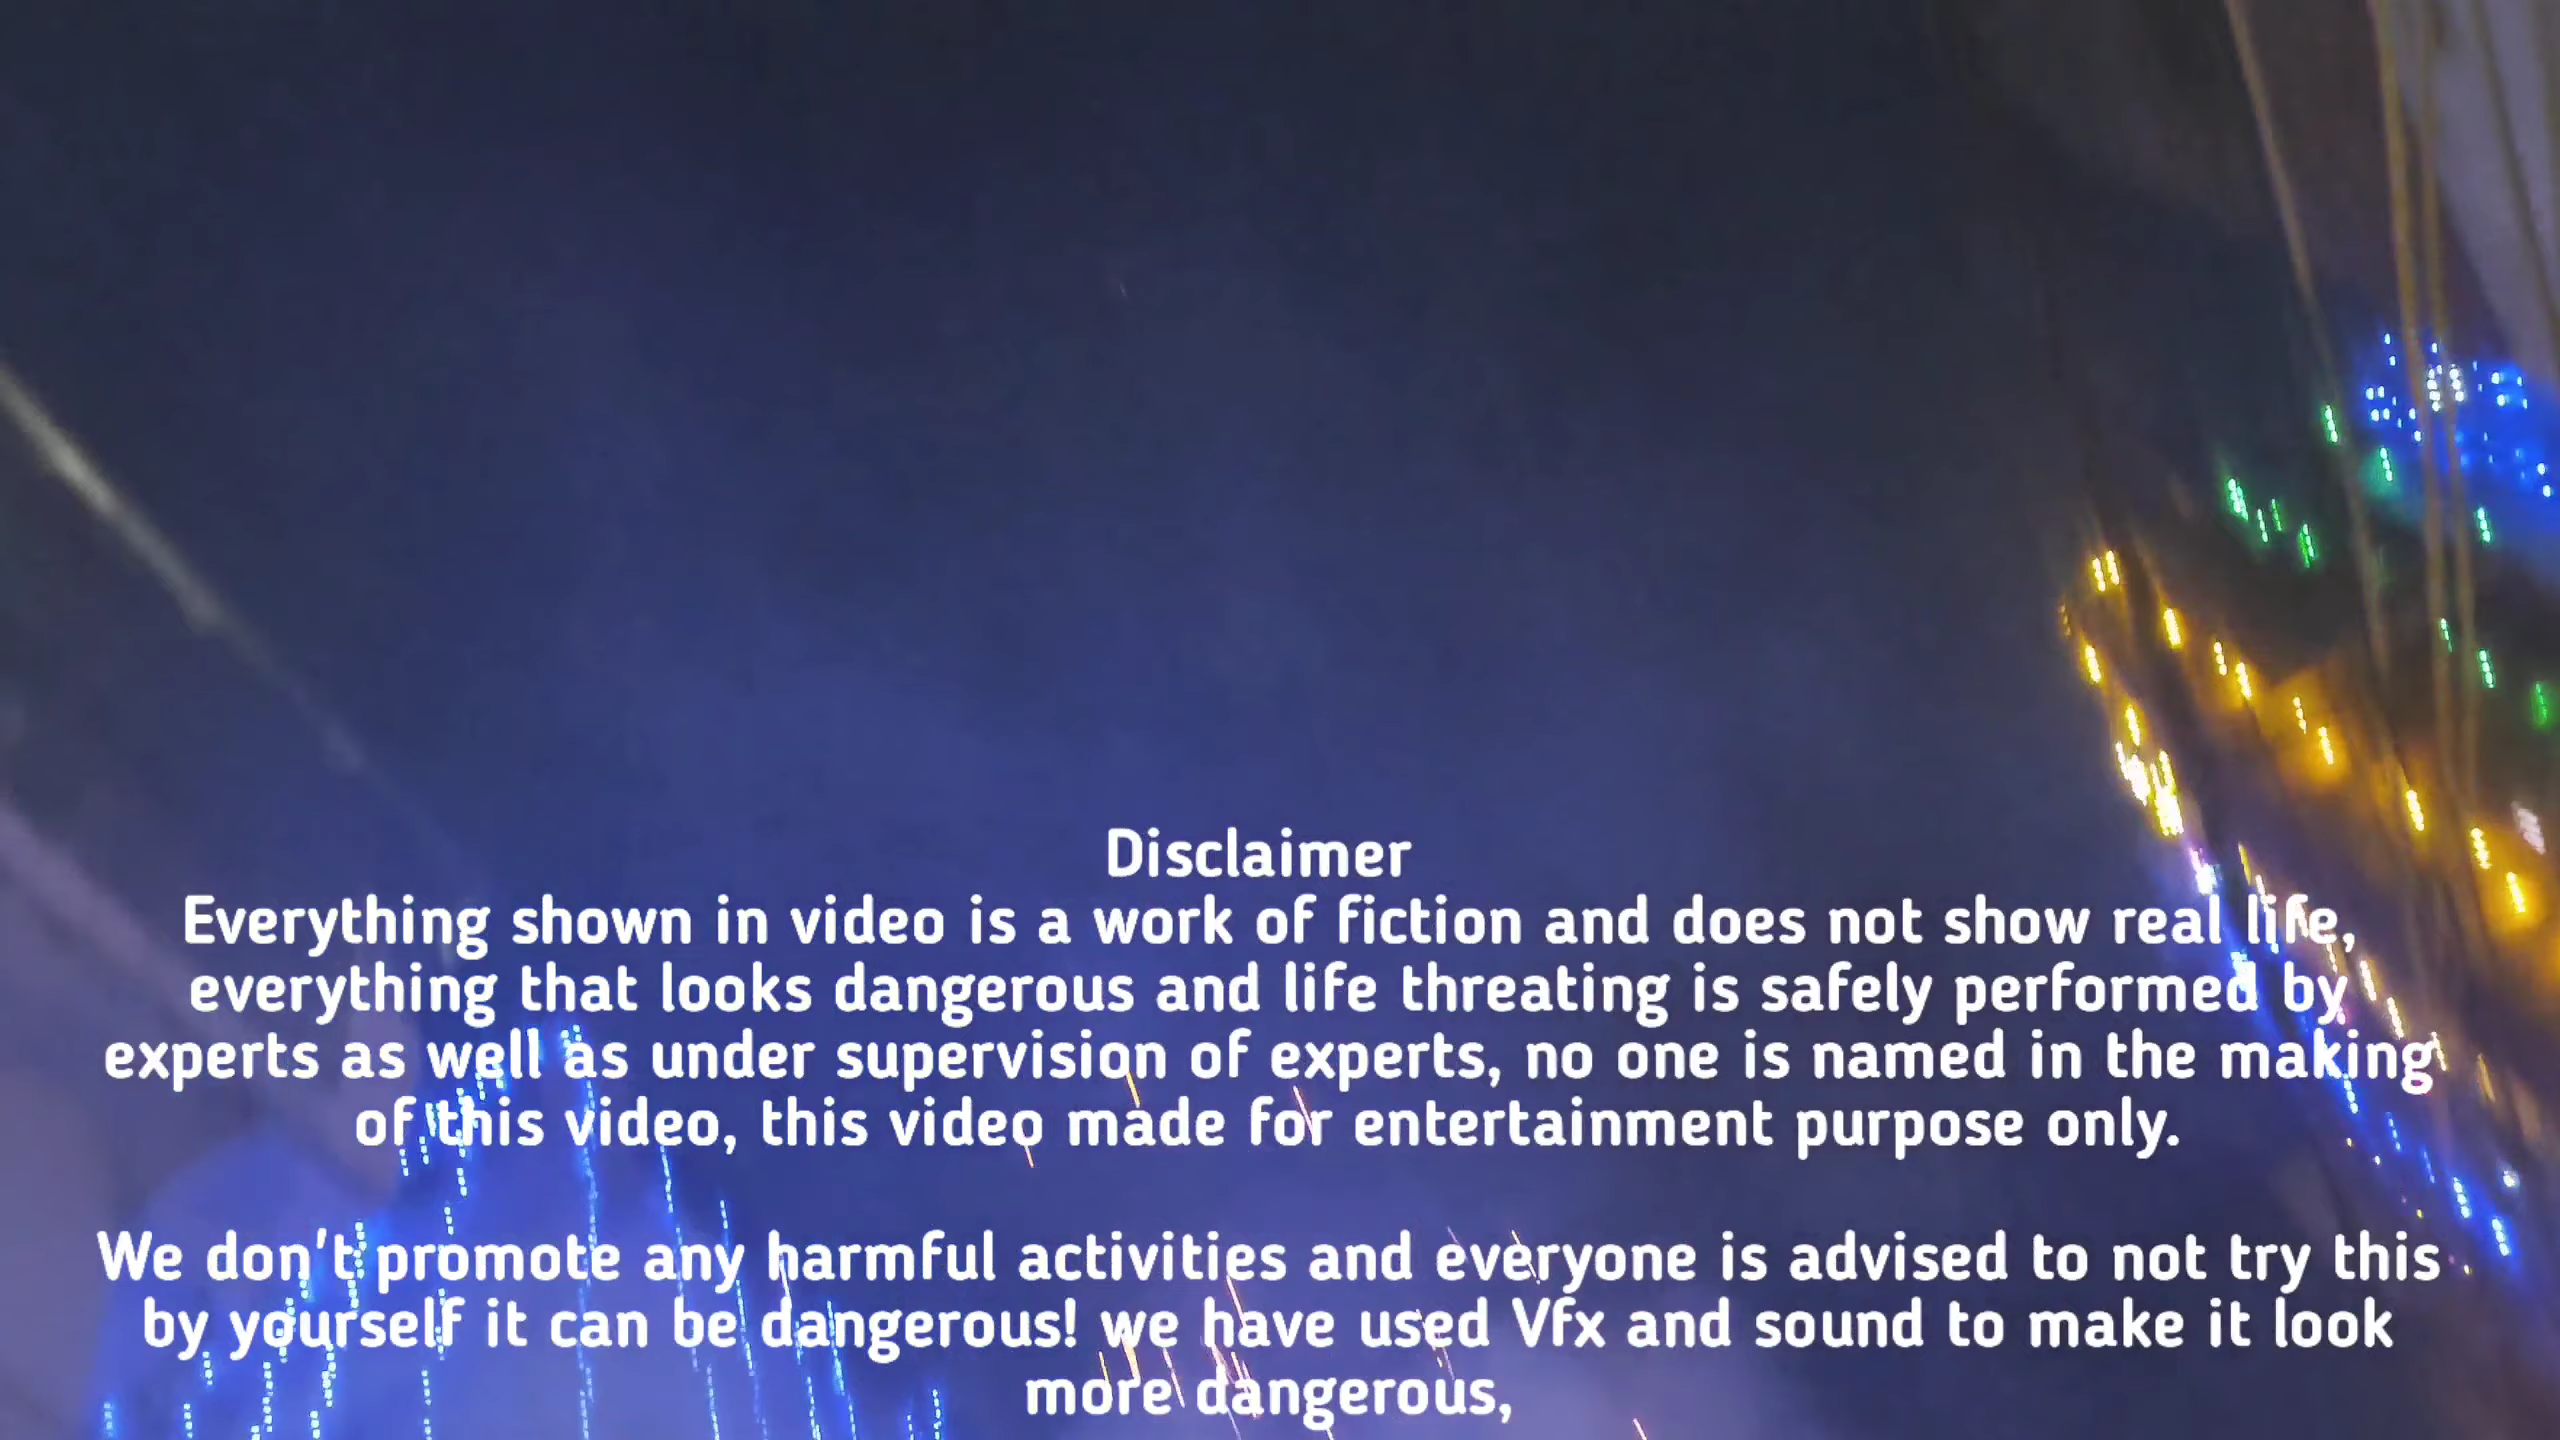 Disclaimer
Everything shown in video is a work of fiction and does not show real life,
everything that looks dangerous and life threating is safely performed by
experts as well as under supervision of experts, no one is named in the making
of this video, this video made for entertainment purpose only.
We don't promote any harmful activities and everyone is advised to not try this
by yourself it can be dangerous! we have used Vfx and sound to make it look
more dangerous,